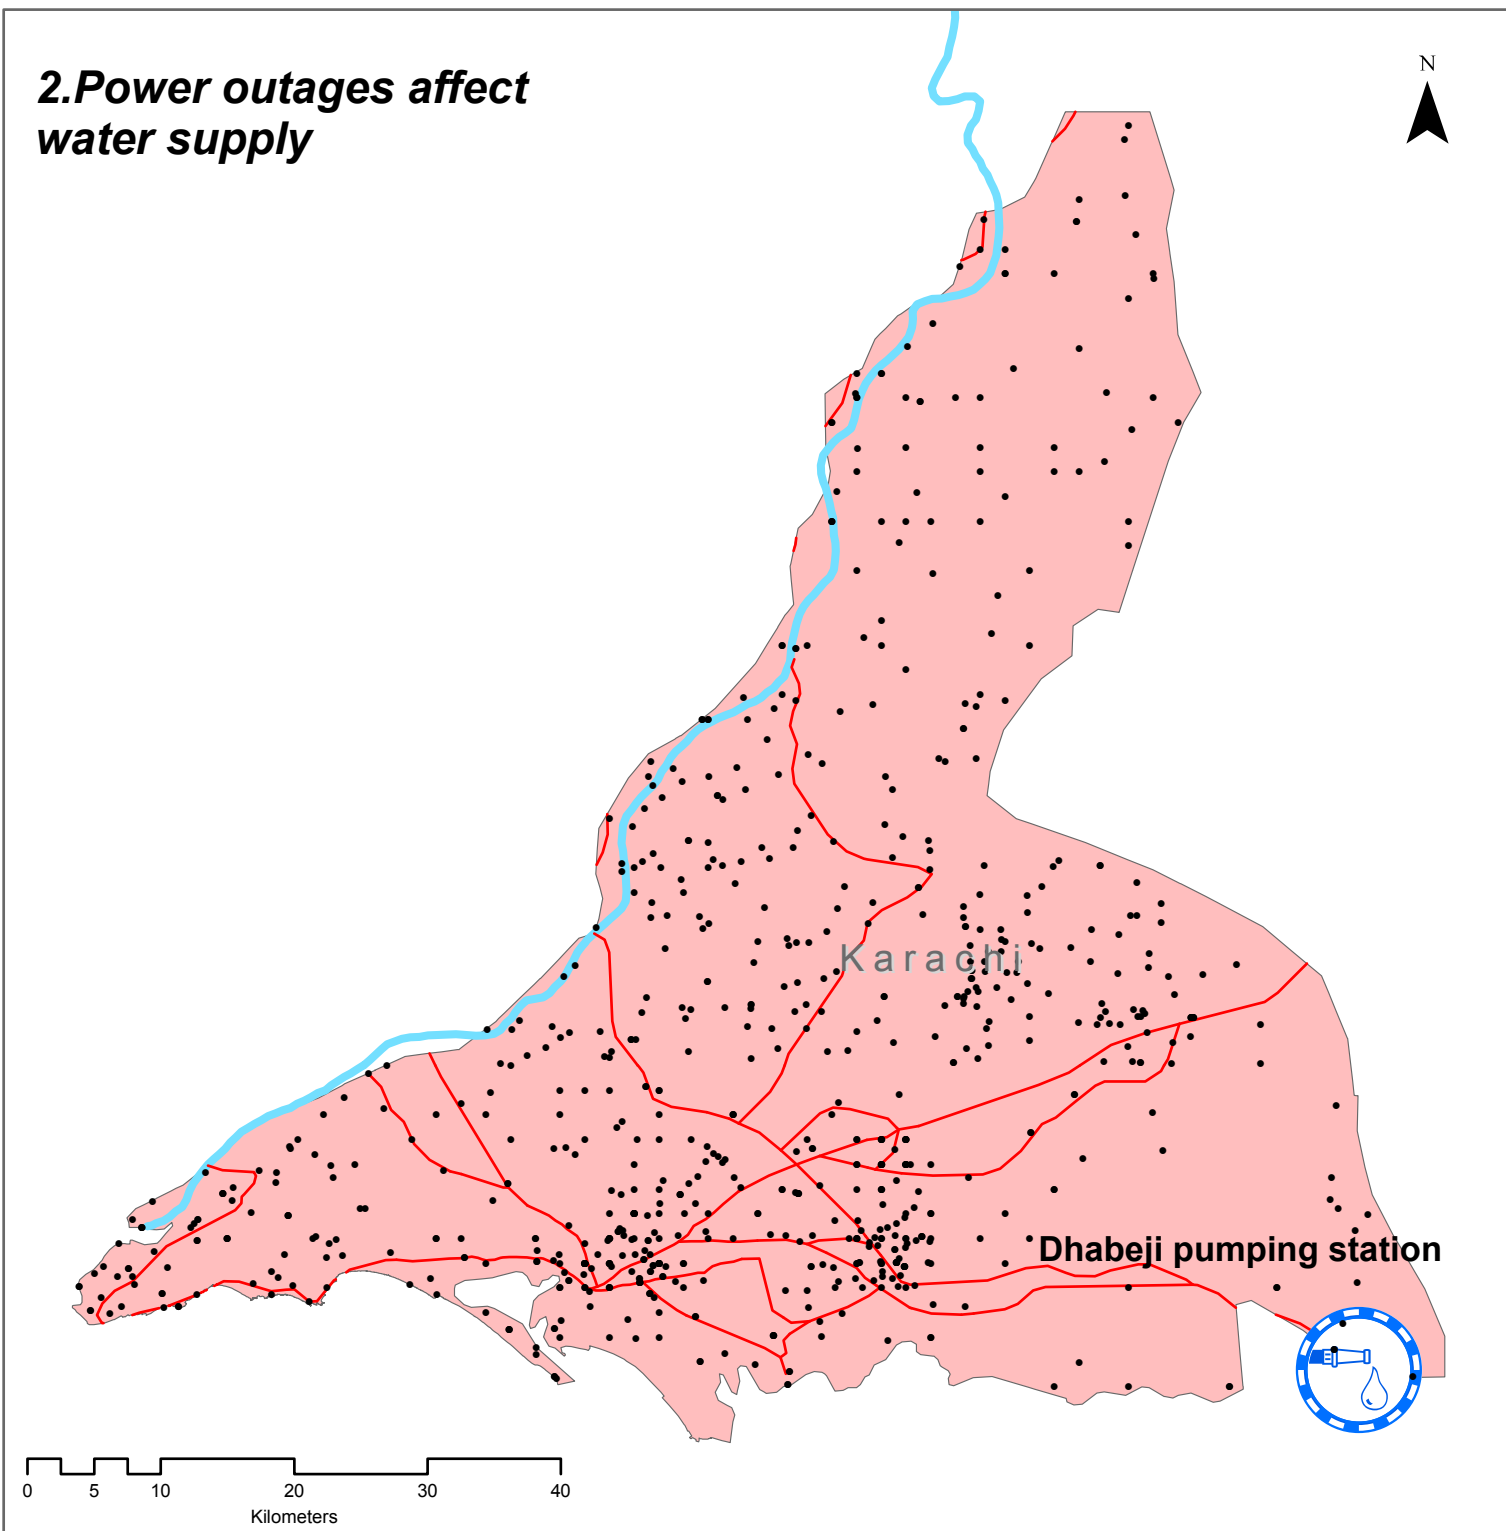 2.Power outages affect
water supply
N
Karachi
Dhabeji pumping station
0 5 10 20 30 40
Kilometers